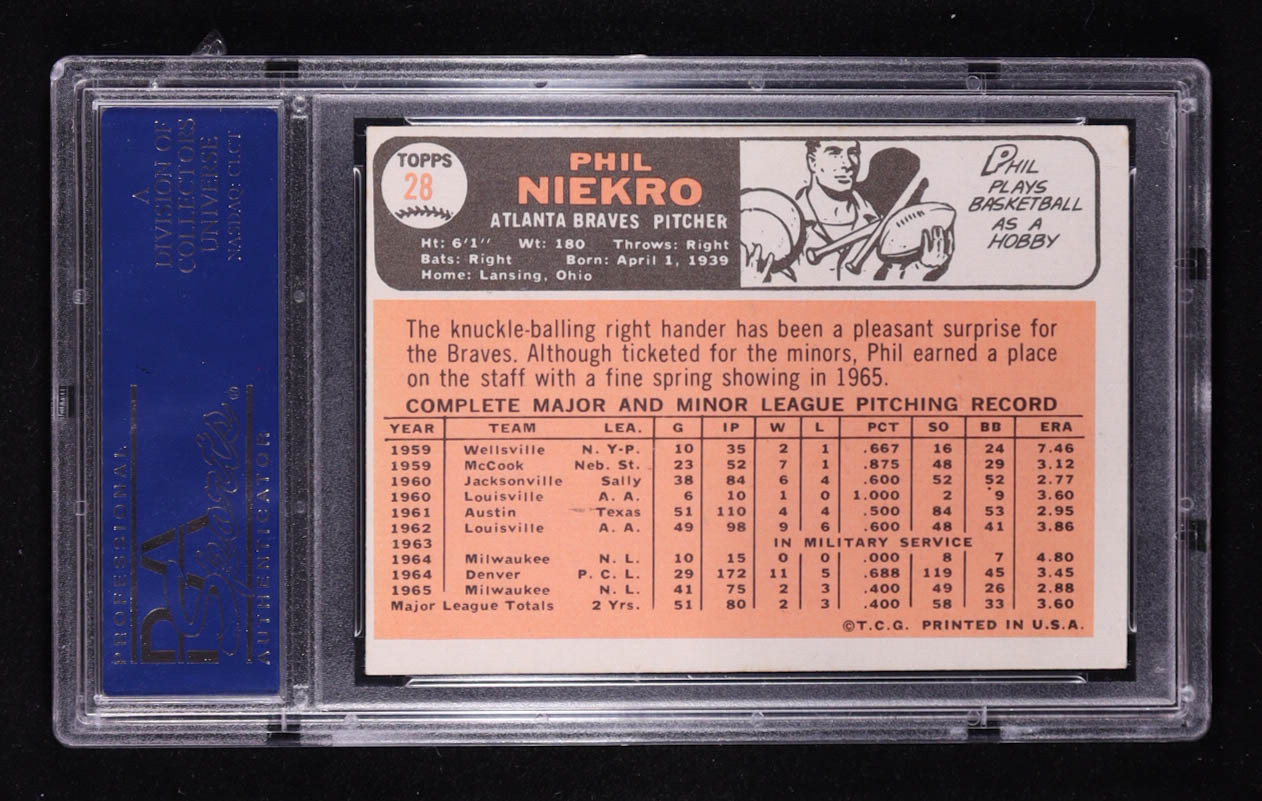 A
DIVISION OF
COLLECTORS
UNIVERSE
NASDAQ: CLCT
PROFESSIONAL
PSA
Sports®
AUTHENTICATOR
TOPPS
28
PHIL
NIEKRO
ATLANTA BRAVES PITCHER
Ht: 6'1" Wt: 180 Throws: Right
Bats: Right Born: April 1, 1939
Home: Lansing, Ohio
PHIL
PLAYS
BASKETBALL
AS A
HOBBY
The knuckle-balling right hander has been a pleasant surprise for
the Braves. Although ticketed for the minors, Phil earned a place
on the staff with a fine spring showing in 1965.
COMPLETE MAJOR AND MINOR LEAGUE PITCHING RECORD
YEAR TEAM LEA. G IP W L PCT SO BB ERA
1959 Wellsville N. Y-P. 10 35 2 1 .667 16 24 7.46
1959 McCook Neb. St. 23 52 7 1 .875 48 29 3.12
1960 Jacksonville Sally 38 84 6 4 .600 52 52 2.77
1960 Louisville A. A. 6 10 1 0 1.000 2 9 3.60
1961 Austin Texas 51 110 4 4 .500 84 53 2.95
1962 Louisville A. A. 49 98 9 6 .600 48 41 3.86
1963 IN MILITARY SERVICE
1964 Milwaukee N. L. 10 15 0 0 .000 8 7 4.80
1964 Denver P. C. L. 29 172 11 5 .688 119 45 3.45
1965 Milwaukee N. L. 41 75 2 3 .400 49 26 2.88
Major League Totals 2 Yrs. 51 80 2 3 .400 58 33 3.60
©T.C.G. PRINTED IN U.S.A.